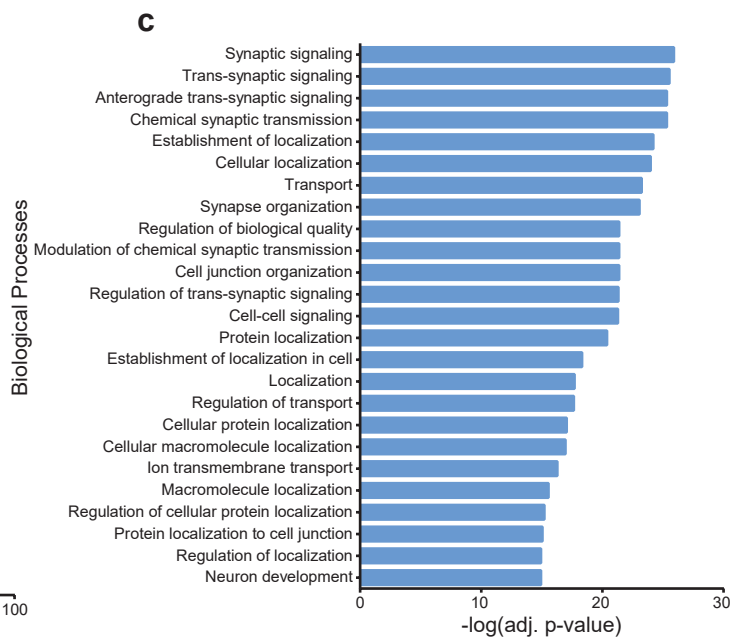 c
Synaptic signaling
Trans-synaptic signaling
Anterograde trans-synaptic signaling
Chemical synaptic transmission
Establishment of localization
Cellular localization
Transport
Synapse organization
Regulation of biological quality
Modulation of chemical synaptic transmission
Cell junction organization
Regulation of trans-synaptic signaling
Cell-cell signaling
Protein localization
Establishment of localization in cell
Localization
Regulation of transport
Cellular protein localization
Cellular macromolecule localization
Ion transmembrane transport
Macromolecule localization
Regulation of cellular protein localization
Protein localization to cell junction
Regulation of localization
Neuron development
Biological Processes
100
0 10 20 30
-log(adj. p-value)